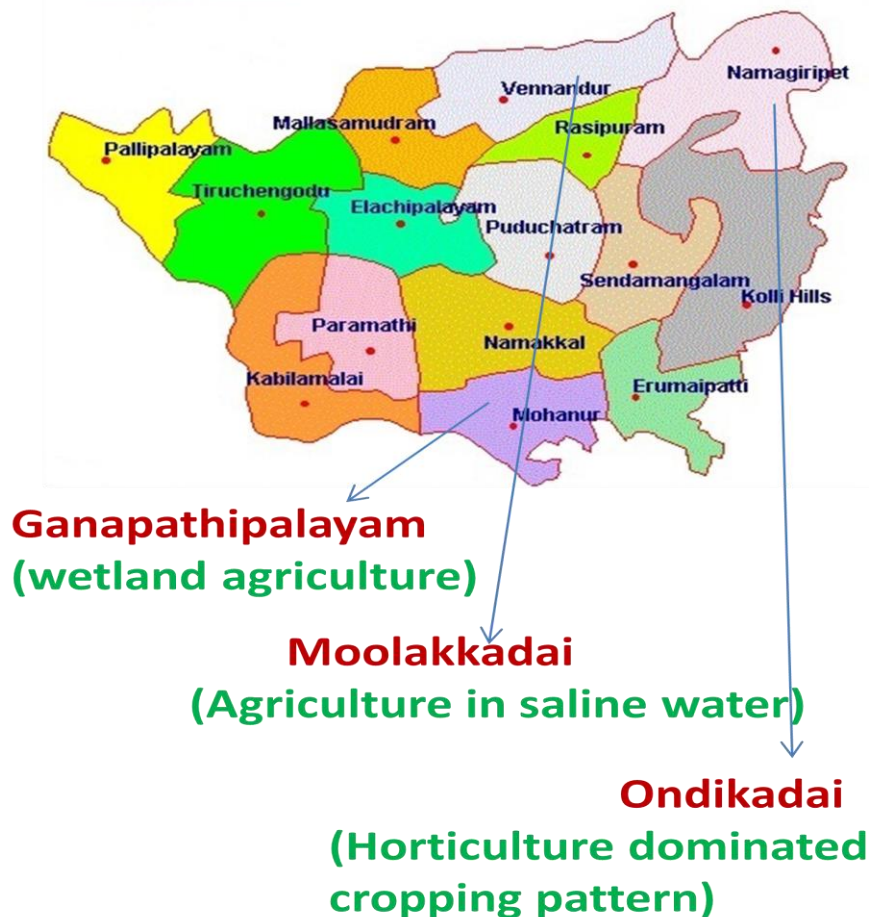 Namagiripet
Vennandur
Mallasamudram
Rasipuram
Pallipalayam
Tiruchengodu
Elachipalayam
Puduchatram
Sendamangalam
Kolli Hills
Paramathi
Namakkal
Kabilamalai
Erumaipatti
Mohanur
Ganapathipalayam
(wetland agriculture)
Moolakkadai
(Agriculture in saline water)
Ondikadai
(Horticulture dominated
cropping pattern)